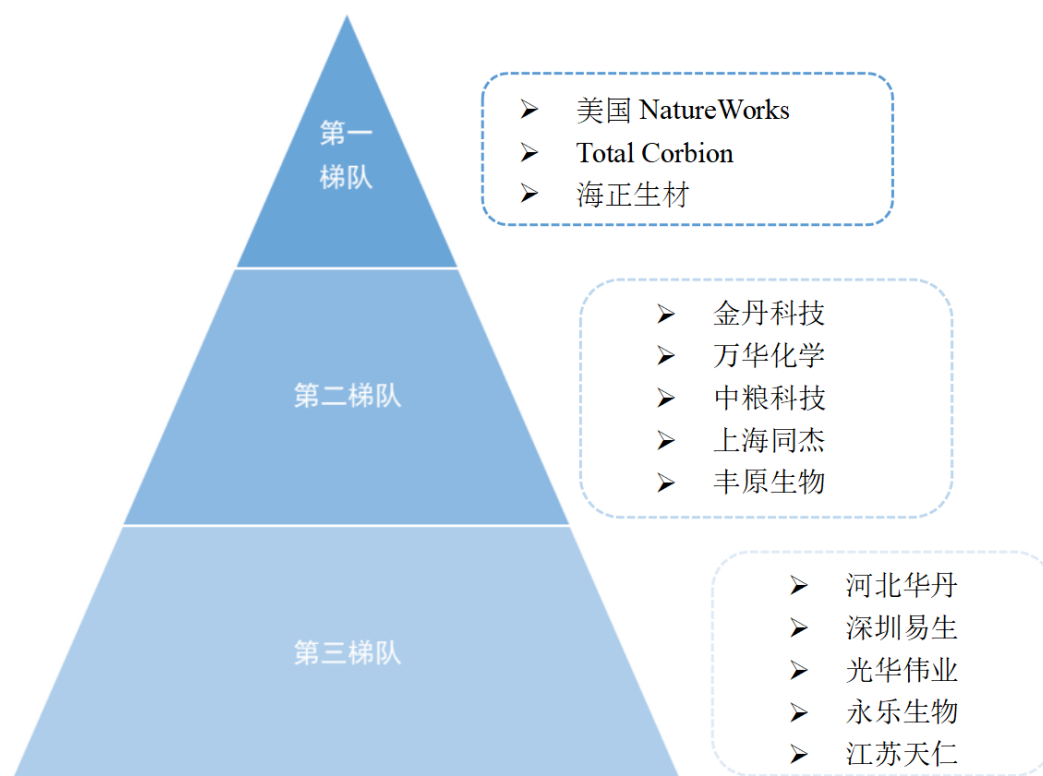 第一
梯队
➢ 美国 NatureWorks
➢ Total Corbion
➢ 海正生材
第二梯队
➢ 金丹科技
➢ 万华化学
➢ 中粮科技
➢ 上海同杰
➢ 丰原生物
第三梯队
➢ 河北华丹
➢ 深圳易生
➢ 光华伟业
➢ 永乐生物
➢ 江苏天仁